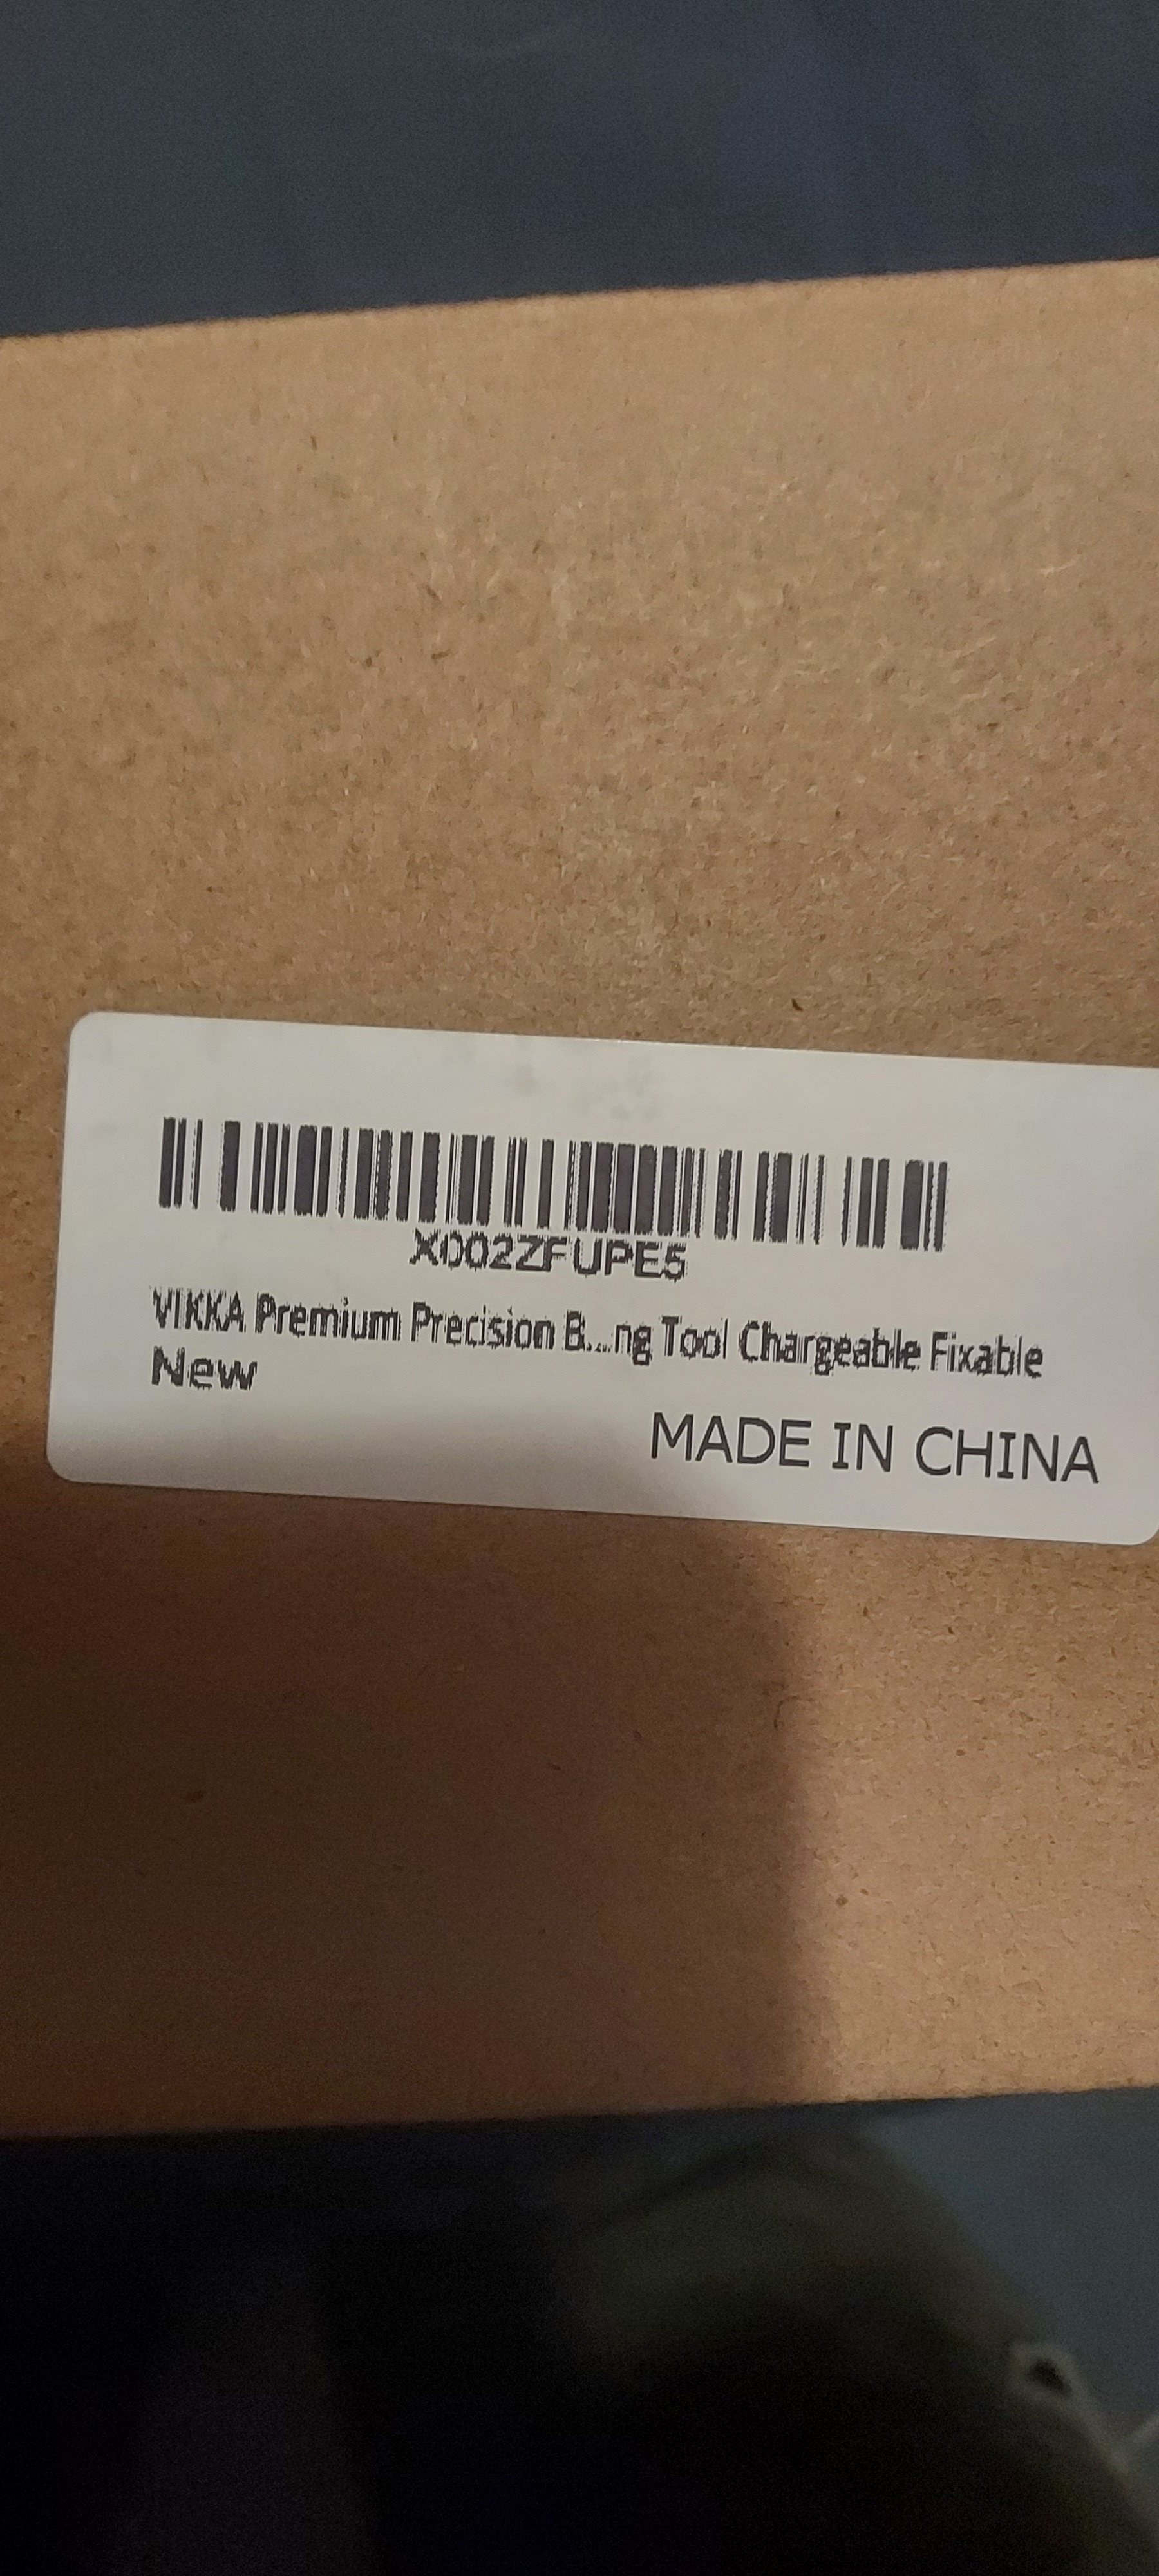 X002ZFUPE5
VIKKA Premium Precision B...ng Tool Chargeable Fixable
New
MADE IN CHINA